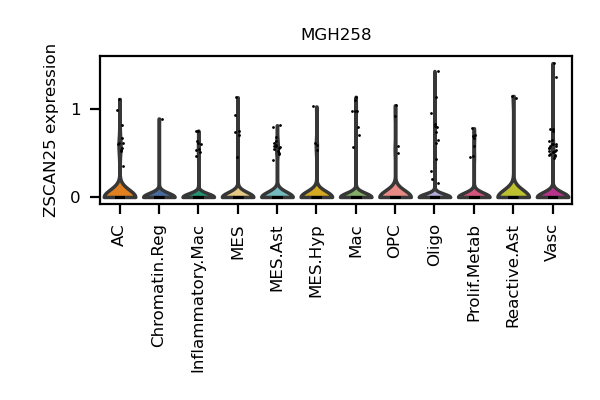 MGH258
ZSCAN25 expression
1
0
AC
Chromatin.Reg
Inflammatory.Mac
MES
MES.Ast
MES.Hyp
Mac
OPC
Oligo
Prolif.Metab
Reactive.Ast
Vasc